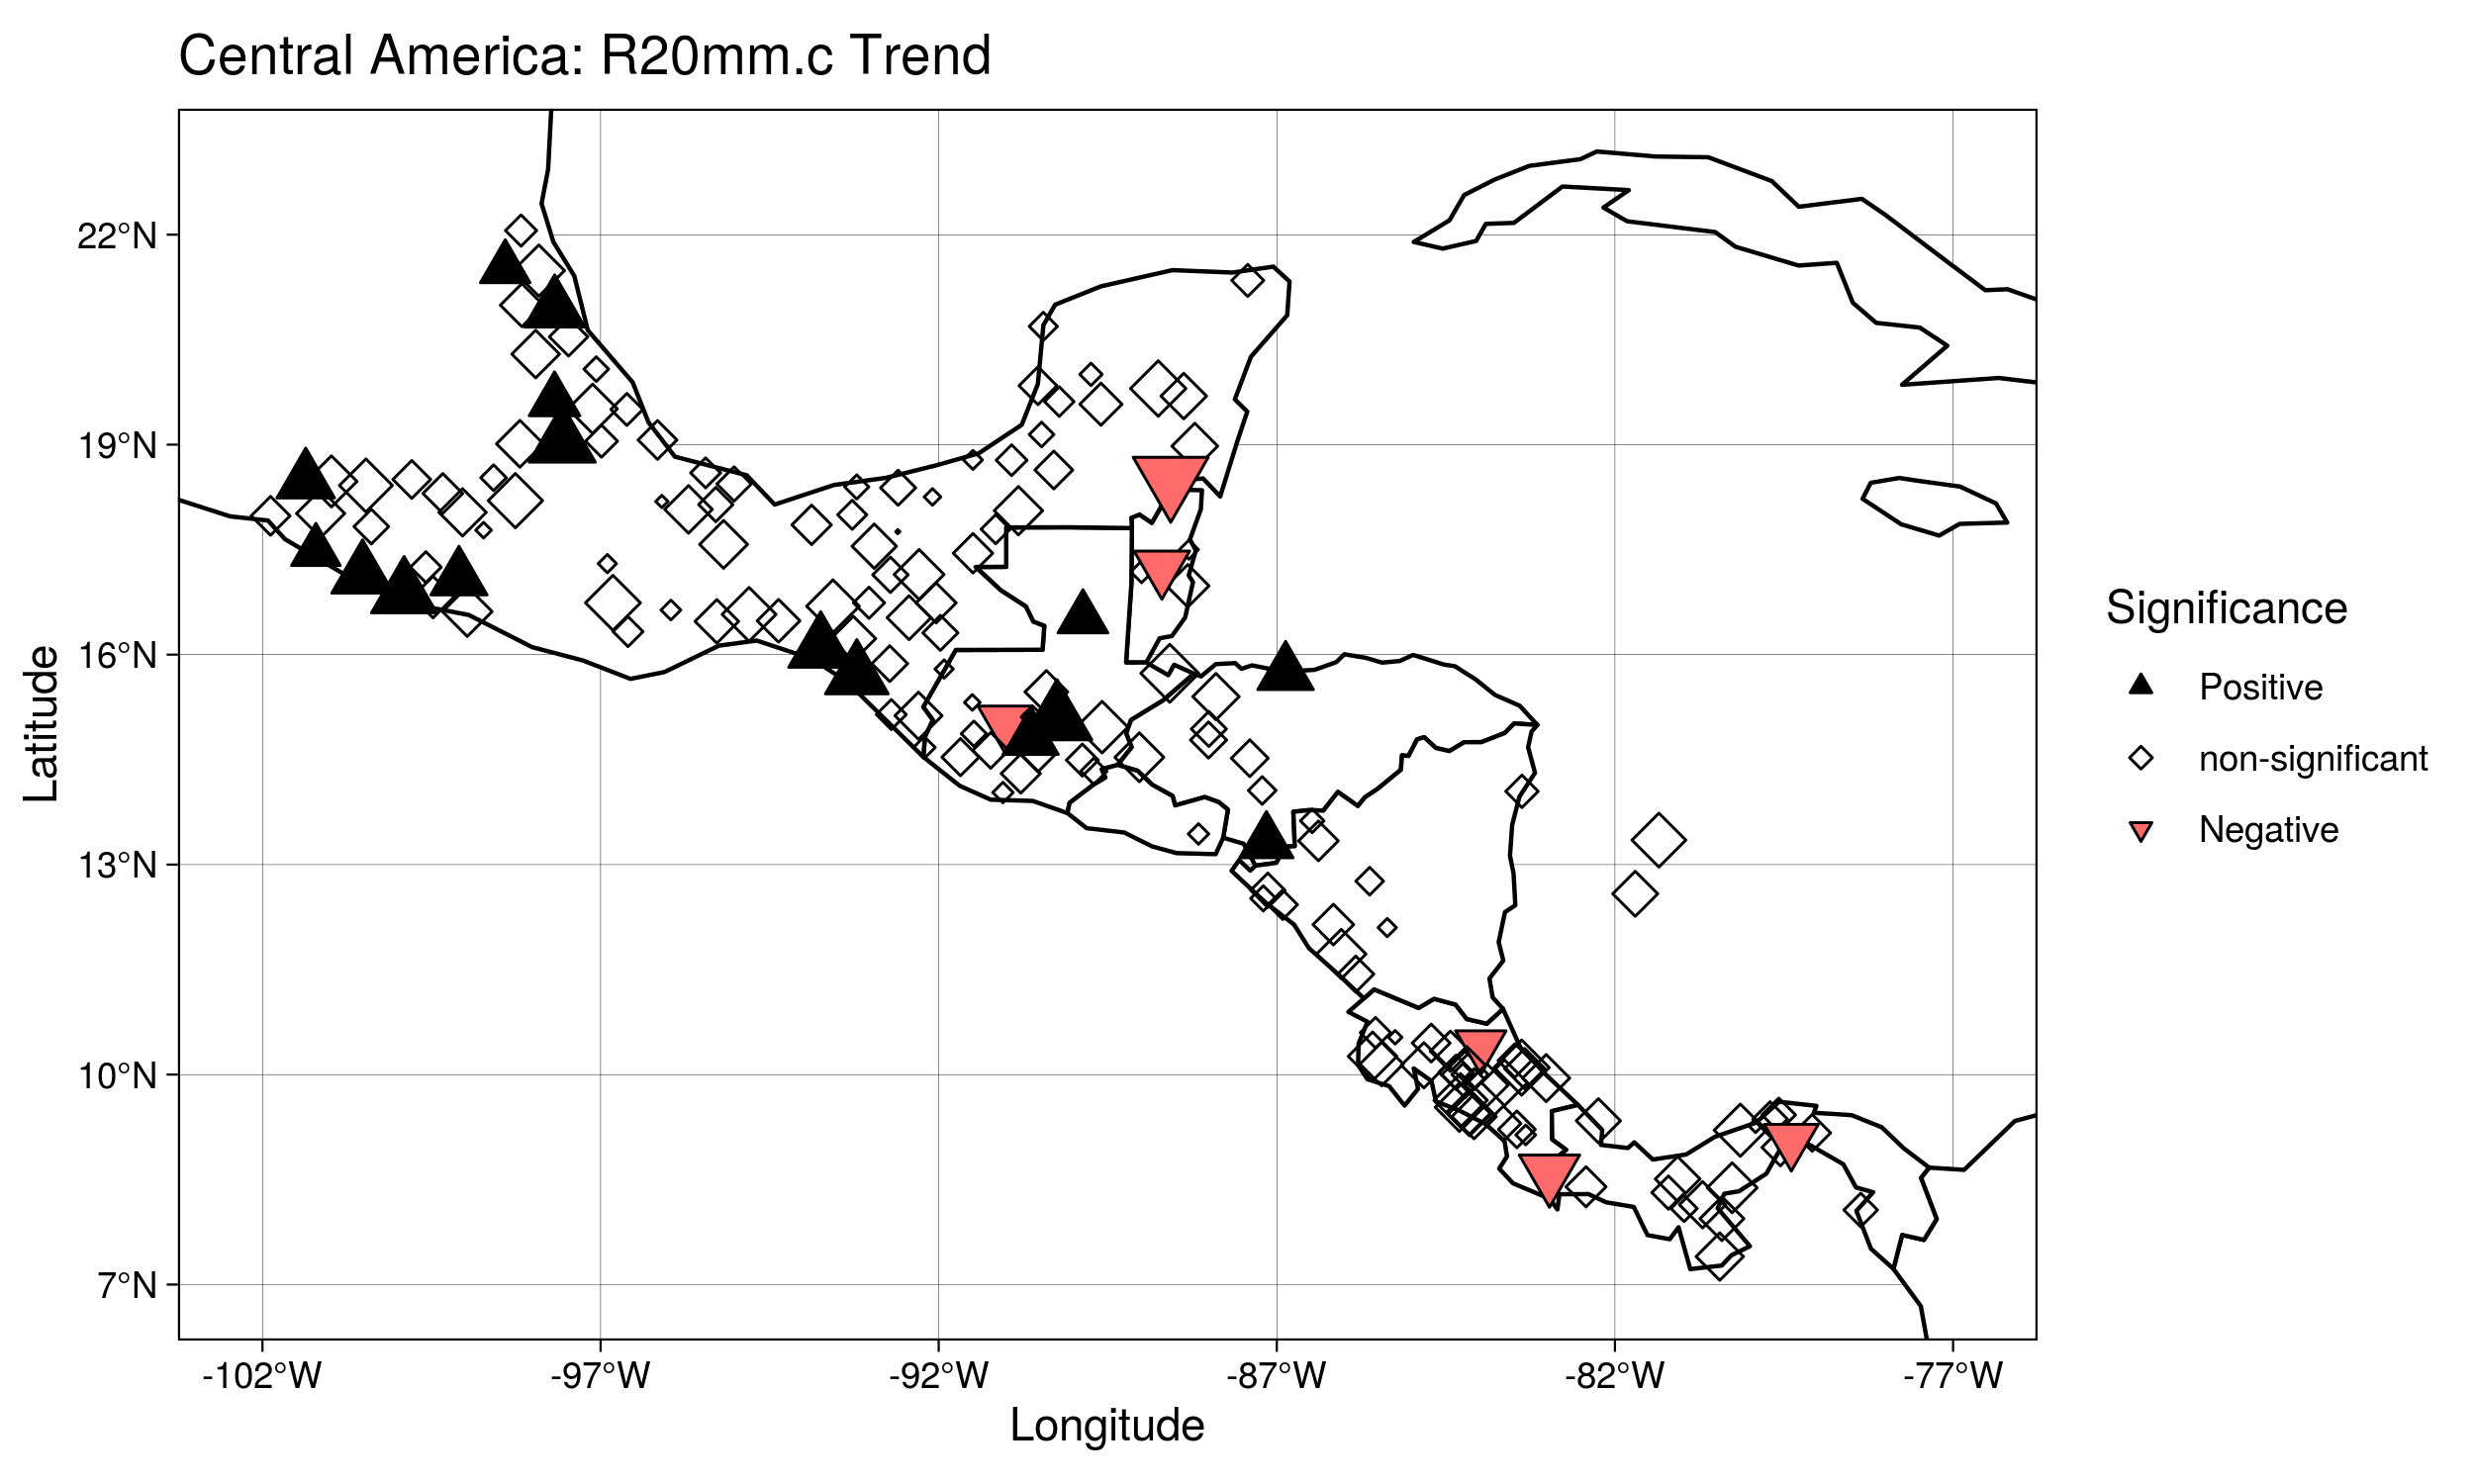 Central America: R20mm.c Trend
22°N
19°N
16°N
13°N
10°N
7°N
Latitude
-102°W
-97°W
-92°W
-87°W
-82°W
-77°W
Longitude
Significance
Positive
non-significant
Negative